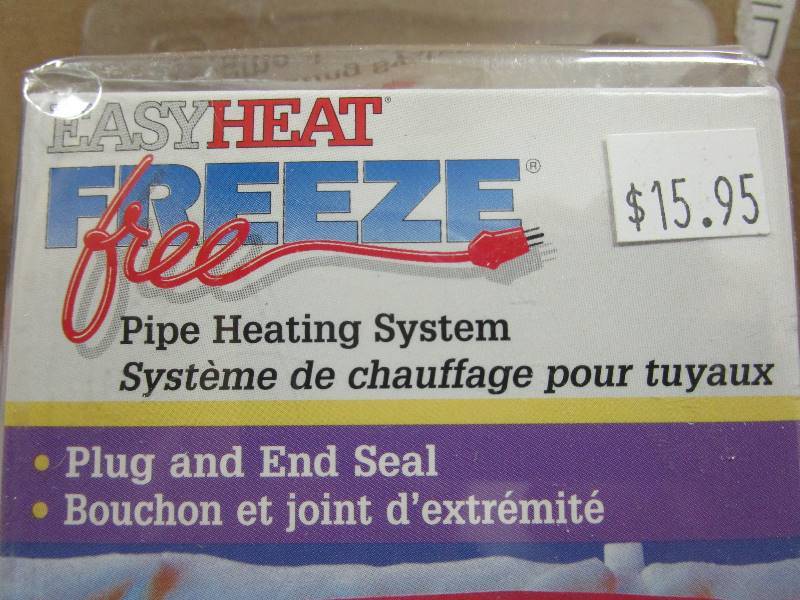 EASYHEAT®
FREEZE®
free
$15.95
Pipe Heating System
Système de chauffage pour tuyaux
• Plug and End Seal
• Bouchon et joint d'extrémité